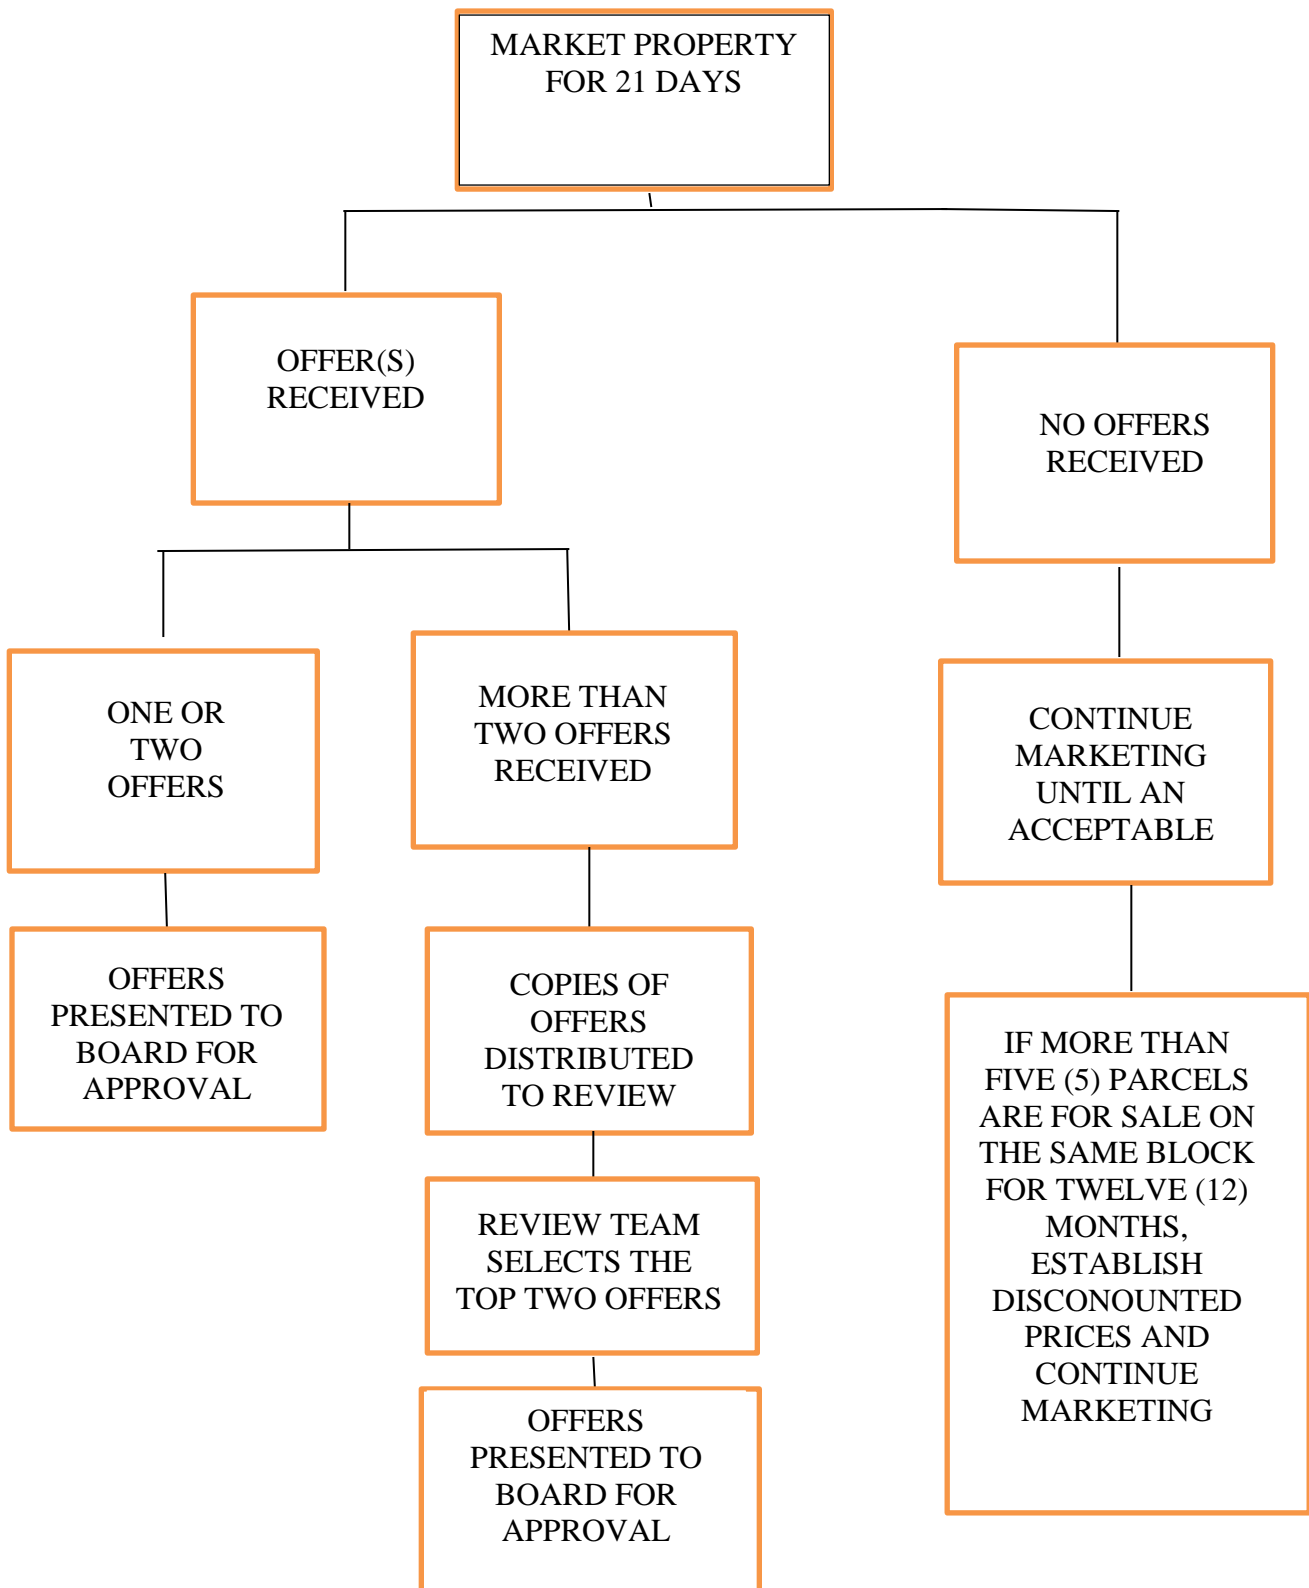 MARKET PROPERTY
FOR 21 DAYS
OFFER(S)
RECEIVED
NO OFFERS
RECEIVED
ONE OR
TWO
OFFERS
MORE THAN
TWO OFFERS
RECEIVED
CONTINUE
MARKETING
UNTIL AN
ACCEPTABLE
OFFERS
PRESENTED TO
BOARD FOR
APPROVAL
COPIES OF
OFFERS
DISTRIBUTED
TO REVIEW
IF MORE THAN
FIVE (5) PARCELS
ARE FOR SALE ON
THE SAME BLOCK
FOR TWELVE (12)
MONTHS,
ESTABLISH
DISCONOUNTED
PRICES AND
CONTINUE
MARKETING
REVIEW TEAM
SELECTS THE
TOP TWO OFFERS
OFFERS
PRESENTED TO
BOARD FOR
APPROVAL